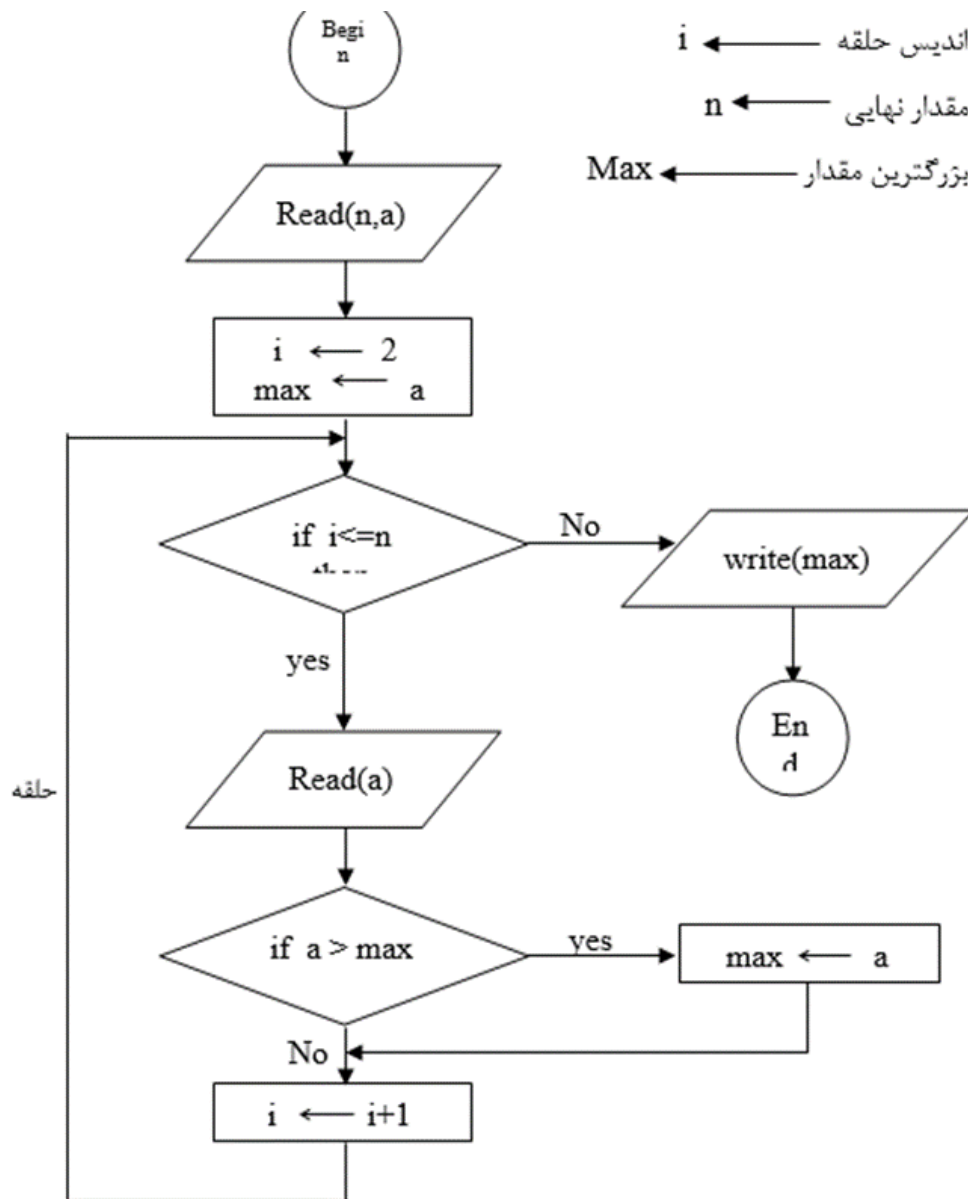 Begi
n
اندیس حلقه ← i
مقدار نهایی ← n
بزرگترین مقدار ← Max
Read(n,a)
i ← 2
max ← a
if i<=n
No
write(max)
yes
En
d
Read(a)
حلقه
if a > max
yes
max ← a
No
i ← i+1